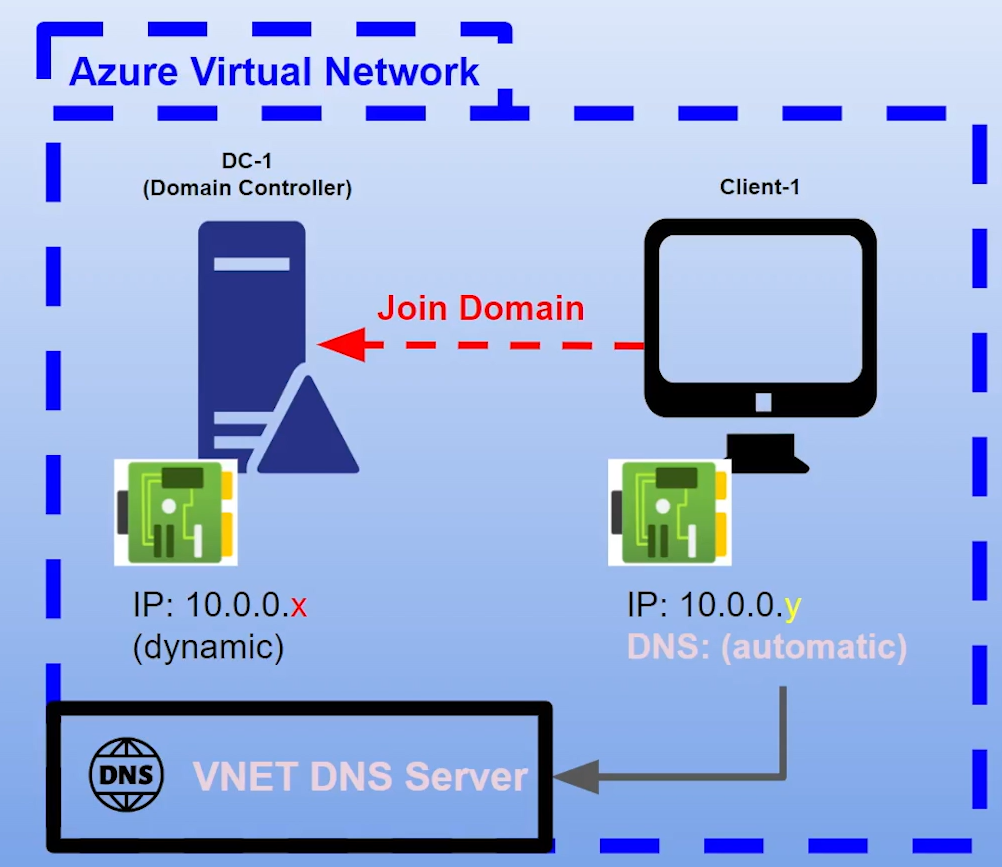 Azure Virtual Network
DC-1
(Domain Controller)
Client-1
Join Domain
IP: 10.0.0.x
(dynamic)
IP: 10.0.0.y
DNS: (automatic)
DNS
VNET DNS Server